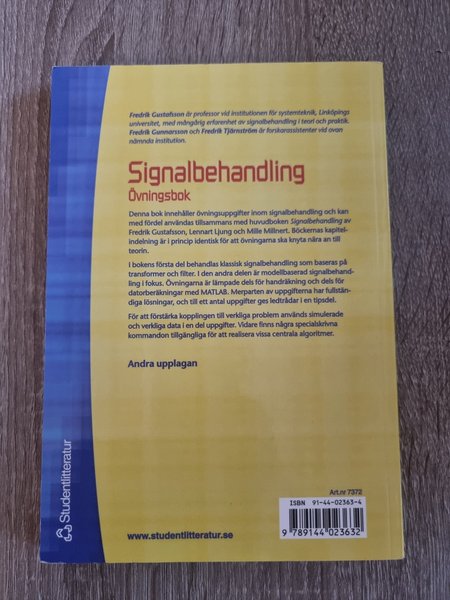 Fredrik Gustafsson är professor vid institutionen för systemteknik, Linköpings
universitet, med mångårig erfarenhet av signalbehandling i teori och praktik.
Fredrik Gunnarsson och Fredrik Tjärnström är forskarassistenter vid ovan
nämnda institution.
Signalbehandling
Övningsbok
Denna bok innehåller övningsuppgifter inom signalbehandling och kan
med fördel användas tillsammans med huvudboken Signalbehandling av
Fredrik Gustafsson, Lennart Ljung och Mille Millnert. Böckernas kapitel-
indelning är i princip identisk för att övningarna ska knyta nära an till
teorin.
I bokens första del behandlas klassisk signalbehandling som baseras på
transformer och filter. I den andra delen är modellbaserad signalbehand-
ling i fokus. Övningarna är lämpade dels för handräkning och dels för
datorberäkningar med MATLAB. Merparten av uppgifterna har fullstän-
diga lösningar, och till ett antal uppgifter ges ledtrådar i en tipsdel.
För att förstärka kopplingen till verkliga problem används simulerade
och verkliga data i en del uppgifter. Vidare finns några specialskrivna
kommandon tillgängliga för att realisera vissa centrala algoritmer.
Andra upplagan
Studentlitteratur
www.studentlitteratur.se
Art.nr 7372
ISBN 91-44-02363-4
9 789144 023632